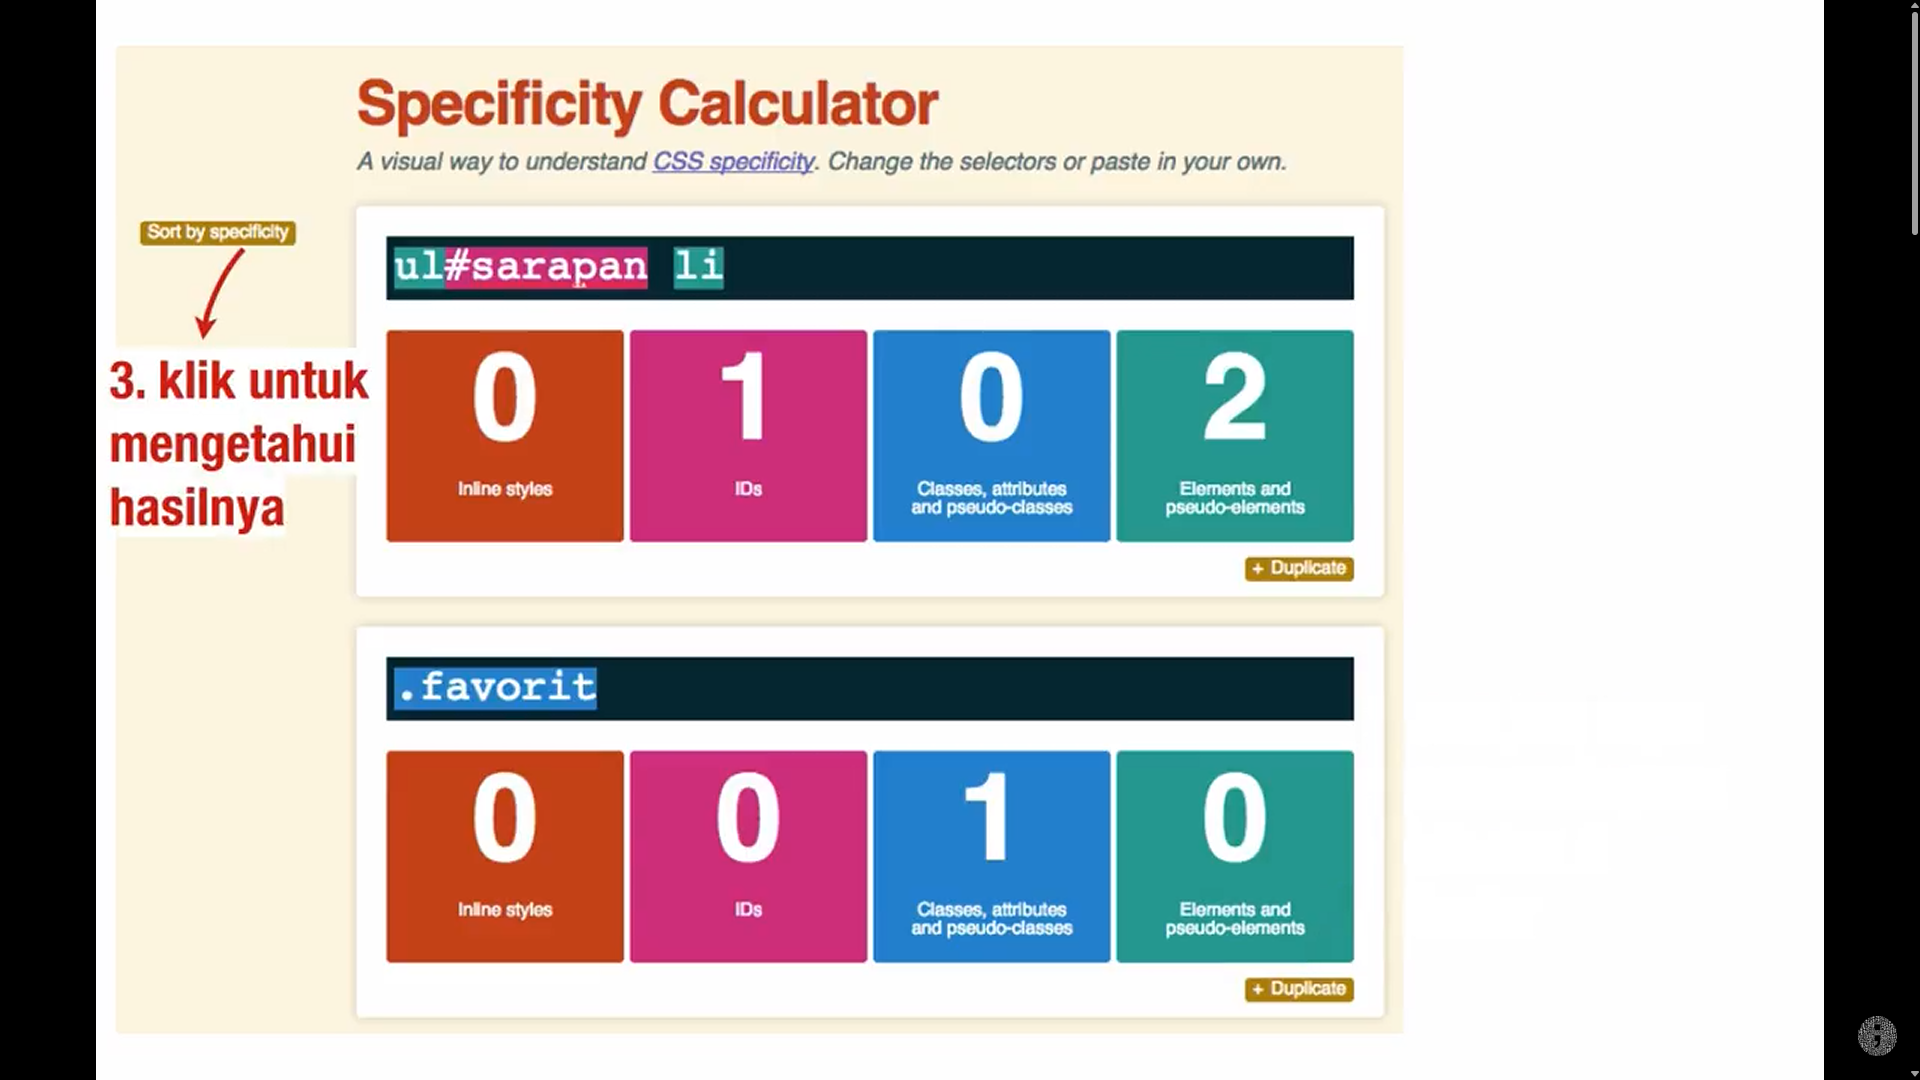 Specificity Calculator
A visual way to understand CSS specificity. Change the selectors or paste in your own.
Sort by specificity
3. klik untuk
mengetahui
hasilnya
ul#sarapan li
0
Inline styles
1
IDs
0
Classes, attributes
and pseudo-classes
2
Elements and
pseudo-elements
+ Duplicate
.favorit
0
Inline styles
0
IDs
1
Classes, attributes
and pseudo-classes
0
Elements and
pseudo-elements
+ Duplicate